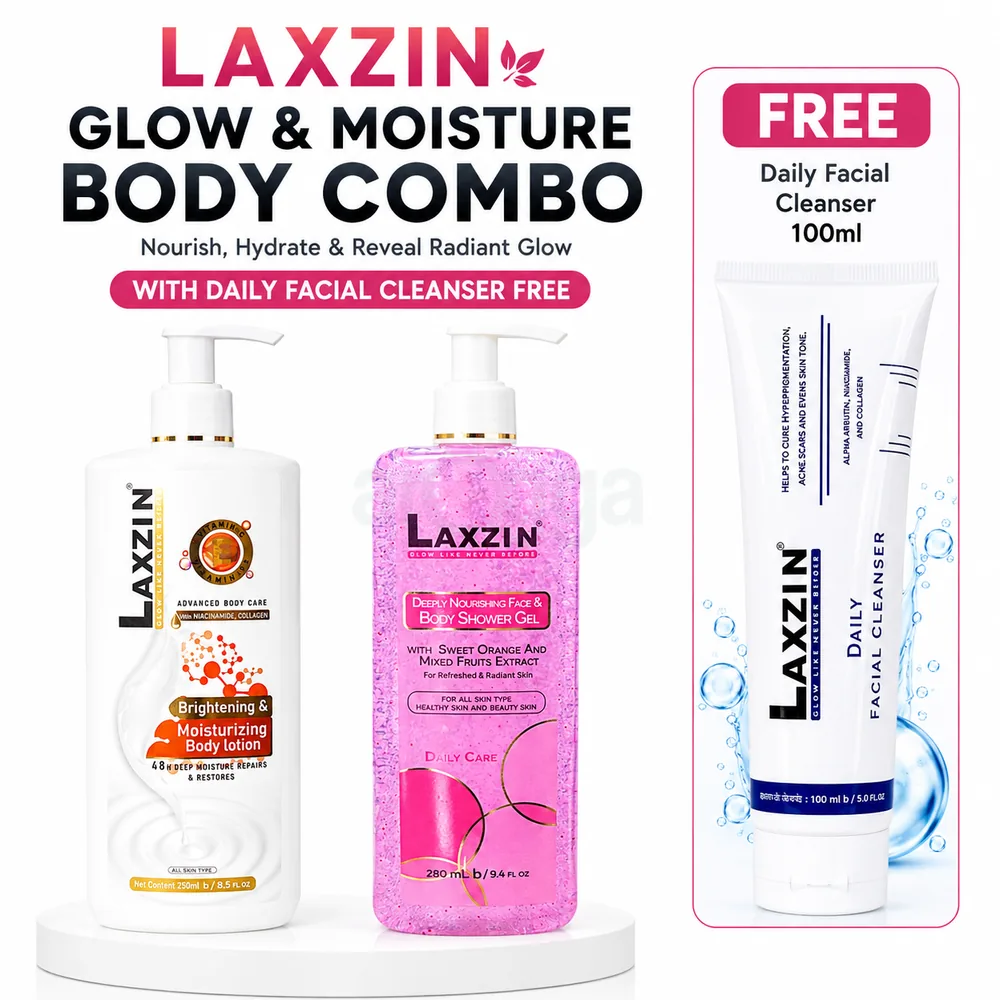 LAXZIN
GLOW & MOISTURE
BODY COMBO
Nourish, Hydrate & Reveal Radiant Glow
WITH DAILY FACIAL CLEANSER FREE
FREE
Daily Facial
Cleanser
100ml
LAXZIN®
GLOW LIKE NEVER BEFORE
VITAMIN-C
ADVANCED BODY CARE
With NIACINAMIDE, COLLAGEN
Brightening &
Moisturizing
Body lotion
48H DEEP MOISTURE REPAIRS
& RESTORES
ALL SKIN TYPE
Net Content 250ml b / 8.5 FL OZ
LAXZIN®
GLOW LIKE NEVER BEFORE
DEEPLY NOURISHING FACE &
BODY SHOWER GEL
WITH SWEET ORANGE AND
MIXED FRUITS EXTRACT
For Refreshed & Radiant Skin
FOR ALL SKIN TYPE
HEALTHY SKIN AND BEAUTY SKIN
DAILY CARE
280 mL b / 9.4 FL OZ
HELPS TO CURE HYPEPPIGMENTATION,
ACNE SCARS AND EVENS SKIN TONE.
ALPHA ARBUTIN, NIACIAMIDE,
AND COLLAGEN
LAXZIN®
DAILY
FACIAL CLEANSER
: 100 ml b / 5.0 FL OZ